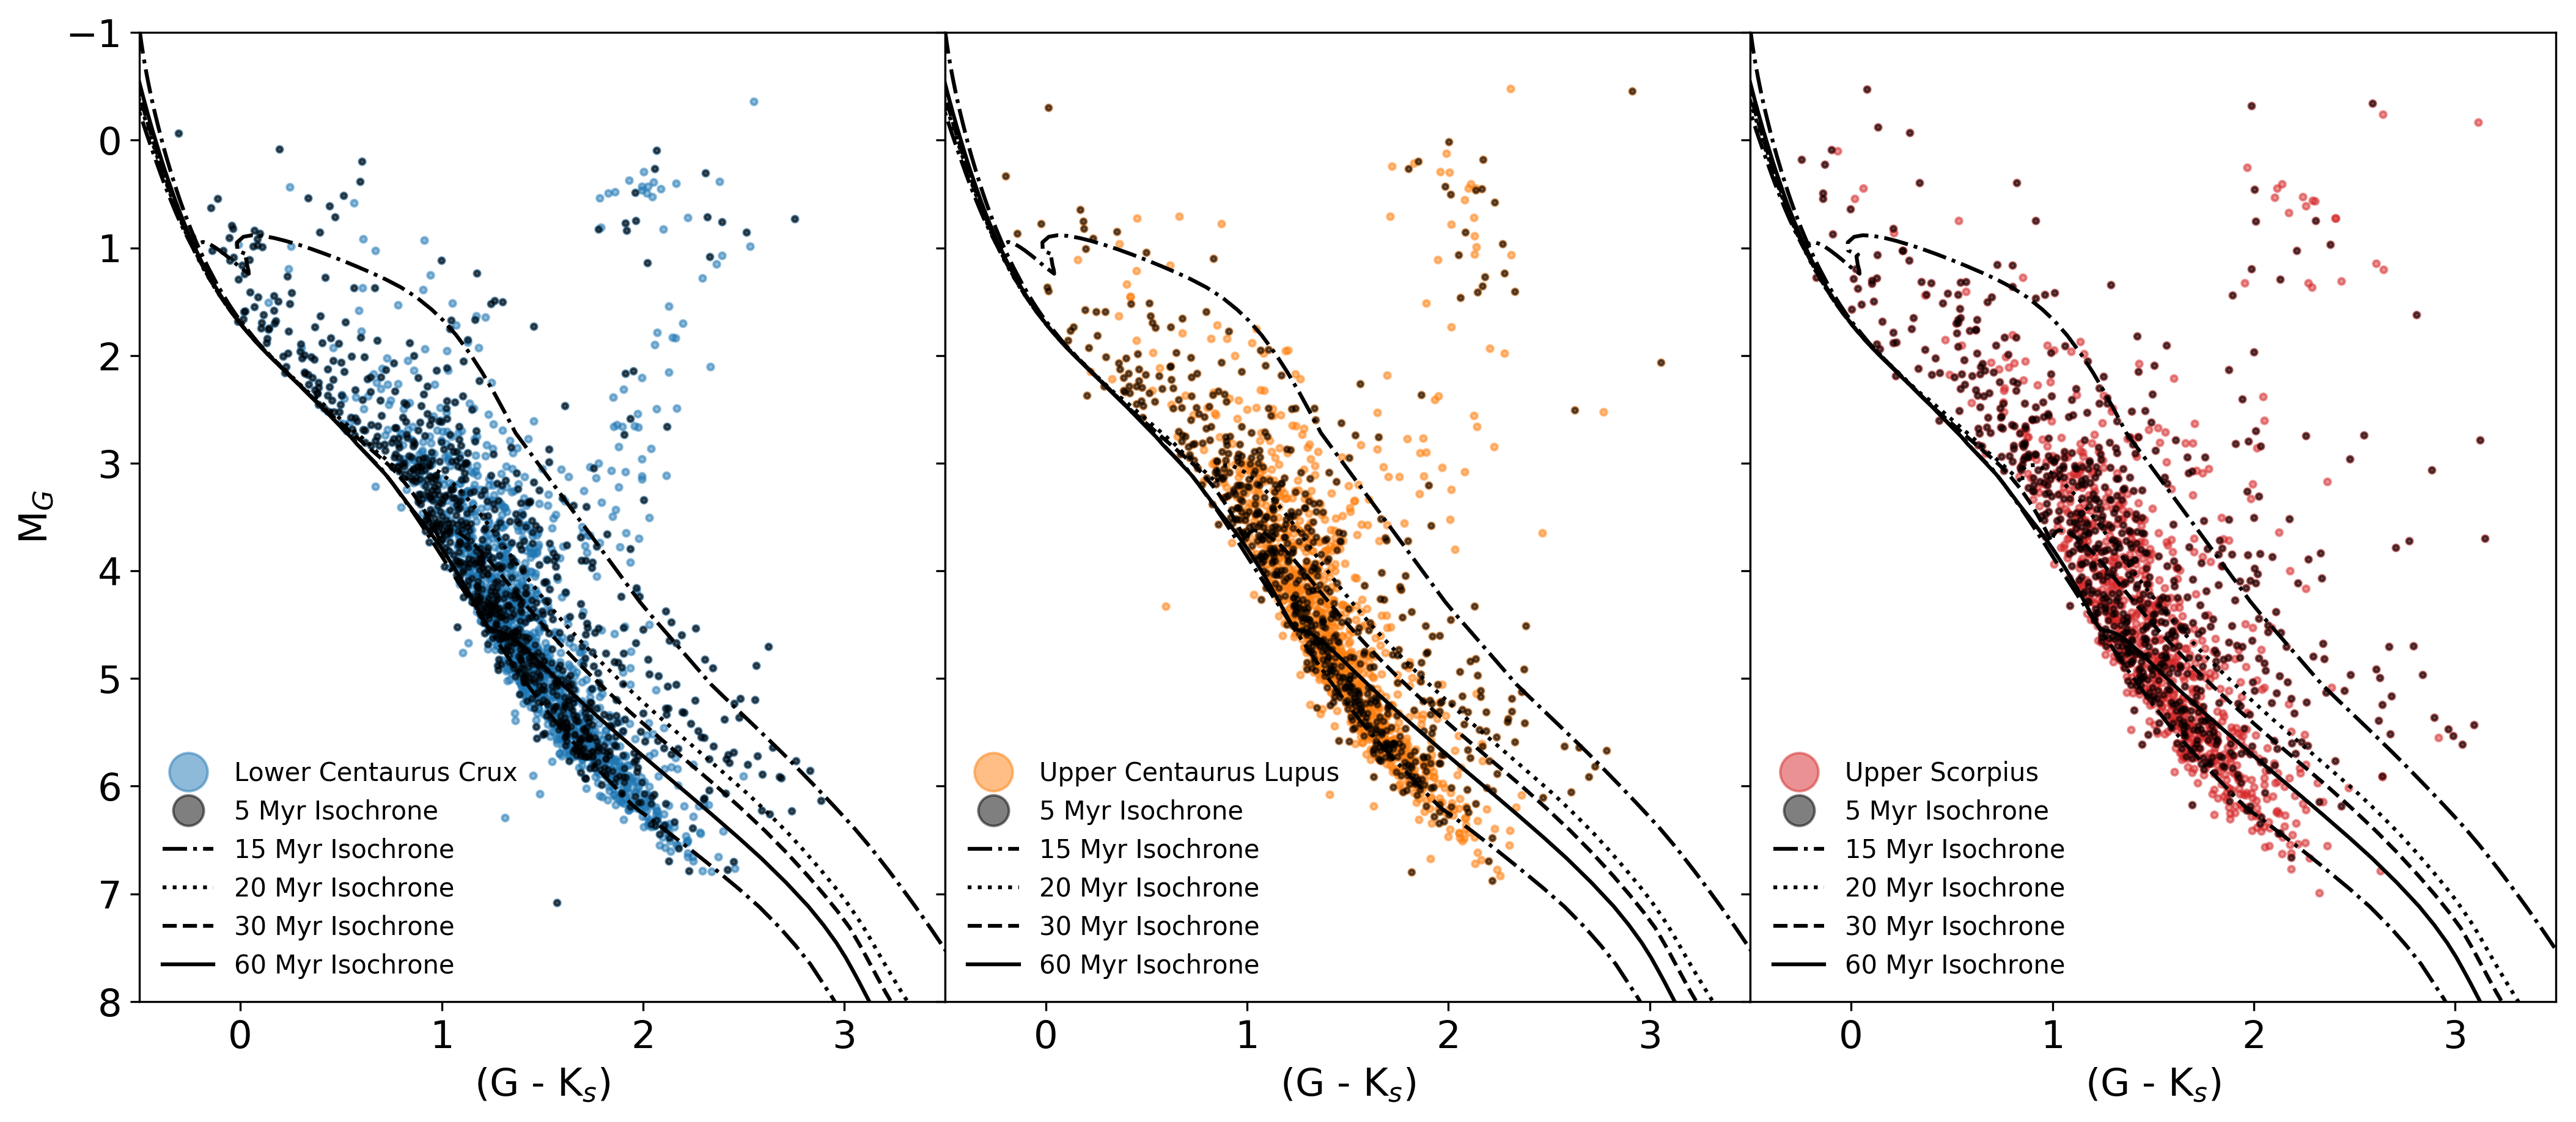 −1
0
1
2
3
4
5
6
7
8
M_G
Lower Centaurus Crux
5 Myr Isochrone
15 Myr Isochrone
20 Myr Isochrone
30 Myr Isochrone
60 Myr Isochrone
0 1 2 3
(G - K_s)
Upper Centaurus Lupus
5 Myr Isochrone
15 Myr Isochrone
20 Myr Isochrone
30 Myr Isochrone
60 Myr Isochrone
0 1 2 3
(G - K_s)
Upper Scorpius
5 Myr Isochrone
15 Myr Isochrone
20 Myr Isochrone
30 Myr Isochrone
60 Myr Isochrone
0 1 2 3
(G - K_s)